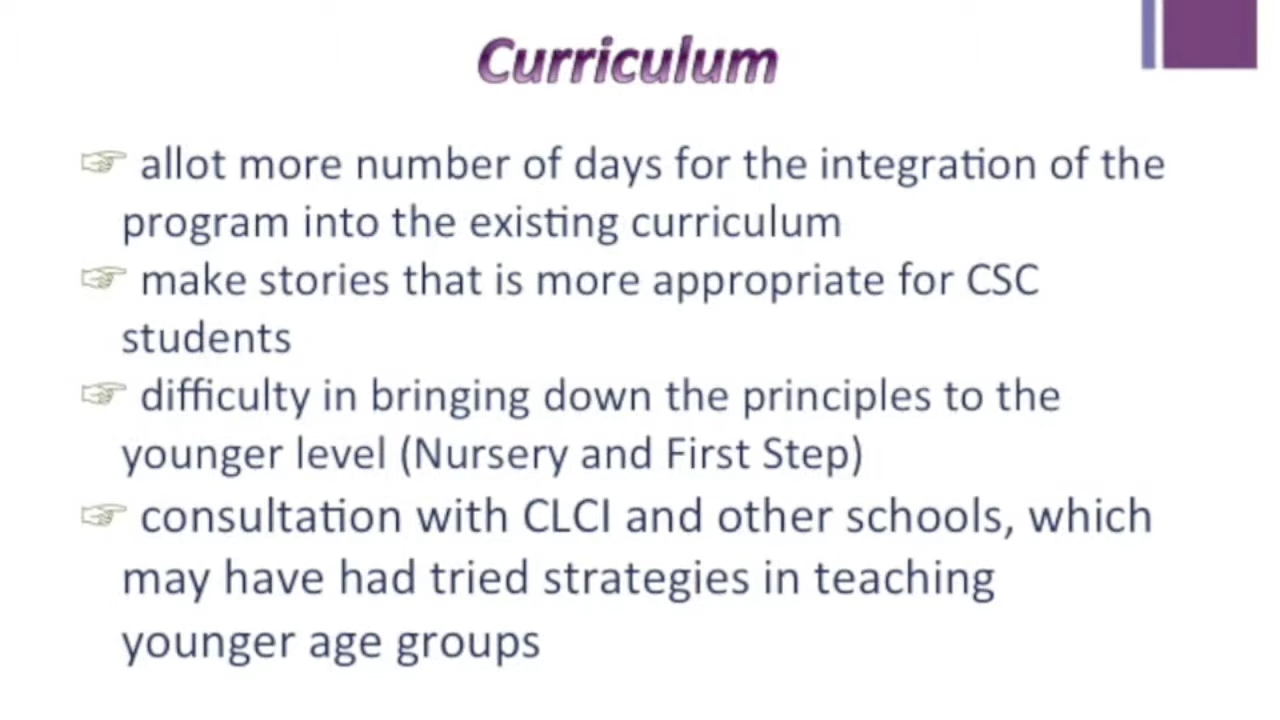 Curriculum
☞ allot more number of days for the integration of the
program into the existing curriculum
☞ make stories that is more appropriate for CSC
students
☞ difficulty in bringing down the principles to the
younger level (Nursery and First Step)
☞ consultation with CLCI and other schools, which
may have had tried strategies in teaching
younger age groups